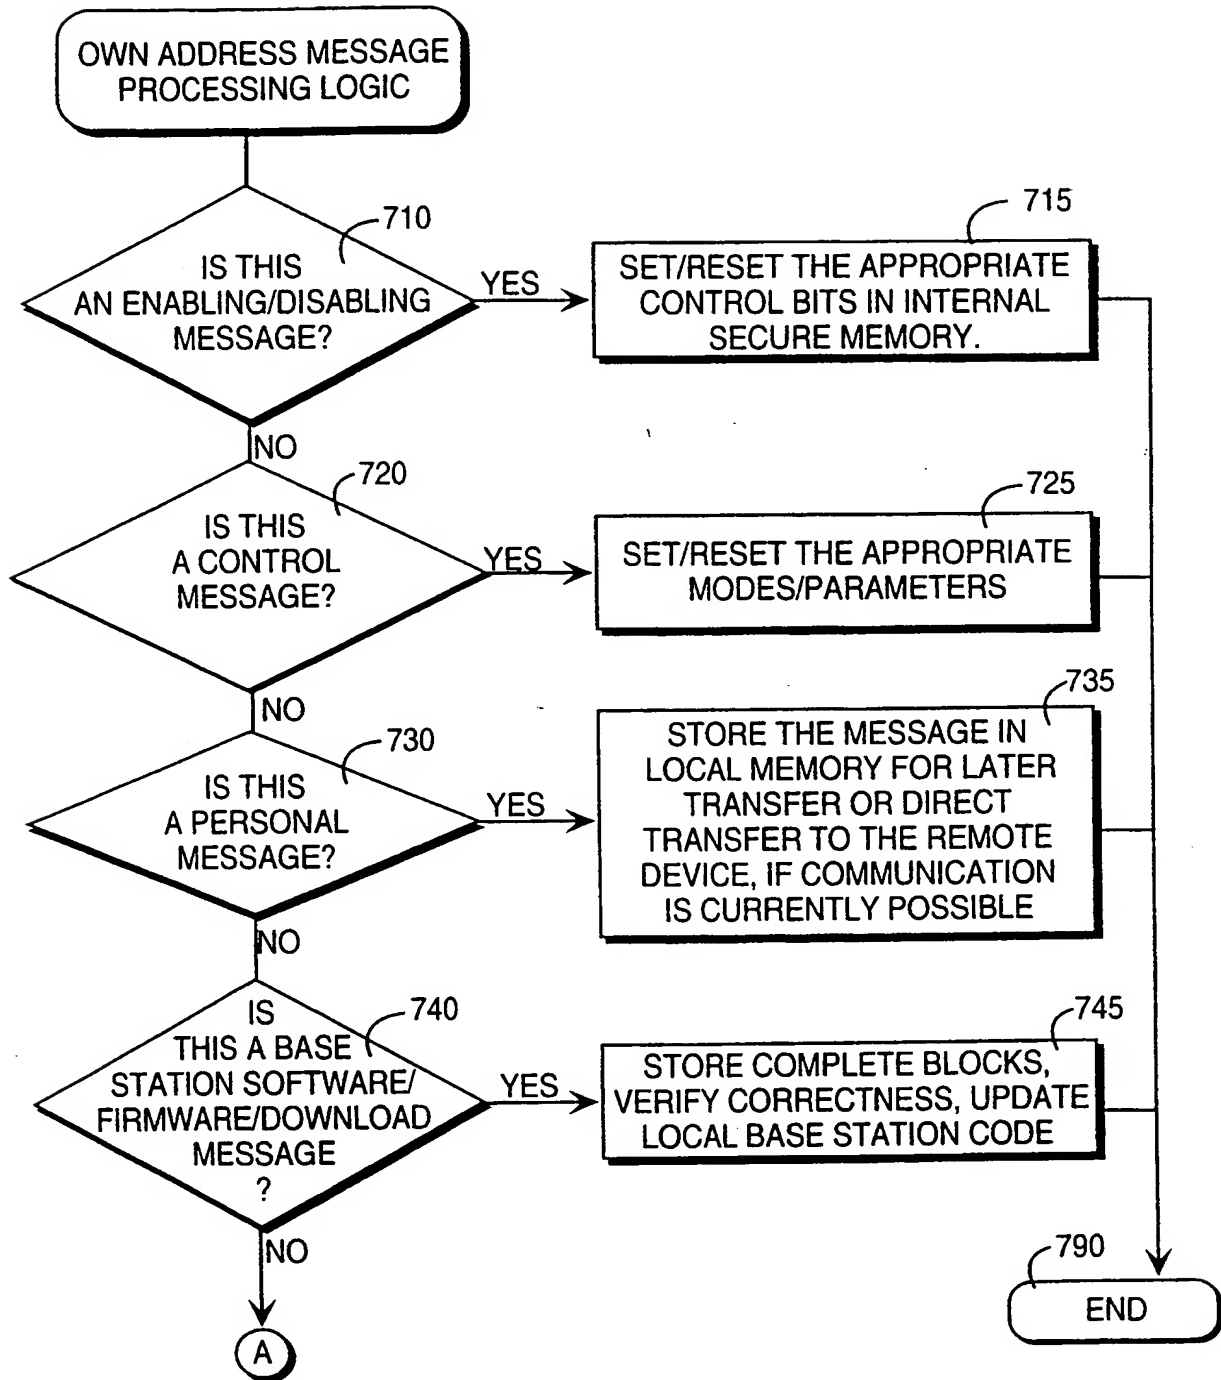 OWN ADDRESS MESSAGE
PROCESSING LOGIC
710
IS THIS
AN ENABLING/DISABLING
MESSAGE?
YES
715
SET/RESET THE APPROPRIATE
CONTROL BITS IN INTERNAL
SECURE MEMORY.
NO
720
IS THIS
A CONTROL
MESSAGE?
YES
725
SET/RESET THE APPROPRIATE
MODES/PARAMETERS
NO
730
IS THIS
A PERSONAL
MESSAGE?
YES
735
STORE THE MESSAGE IN
LOCAL MEMORY FOR LATER
TRANSFER OR DIRECT
TRANSFER TO THE REMOTE
DEVICE, IF COMMUNICATION
IS CURRENTLY POSSIBLE
NO
740
IS
THIS A BASE
STATION SOFTWARE/
FIRMWARE/DOWNLOAD
MESSAGE
?
YES
745
STORE COMPLETE BLOCKS,
VERIFY CORRECTNESS, UPDATE
LOCAL BASE STATION CODE
NO
790
END
A